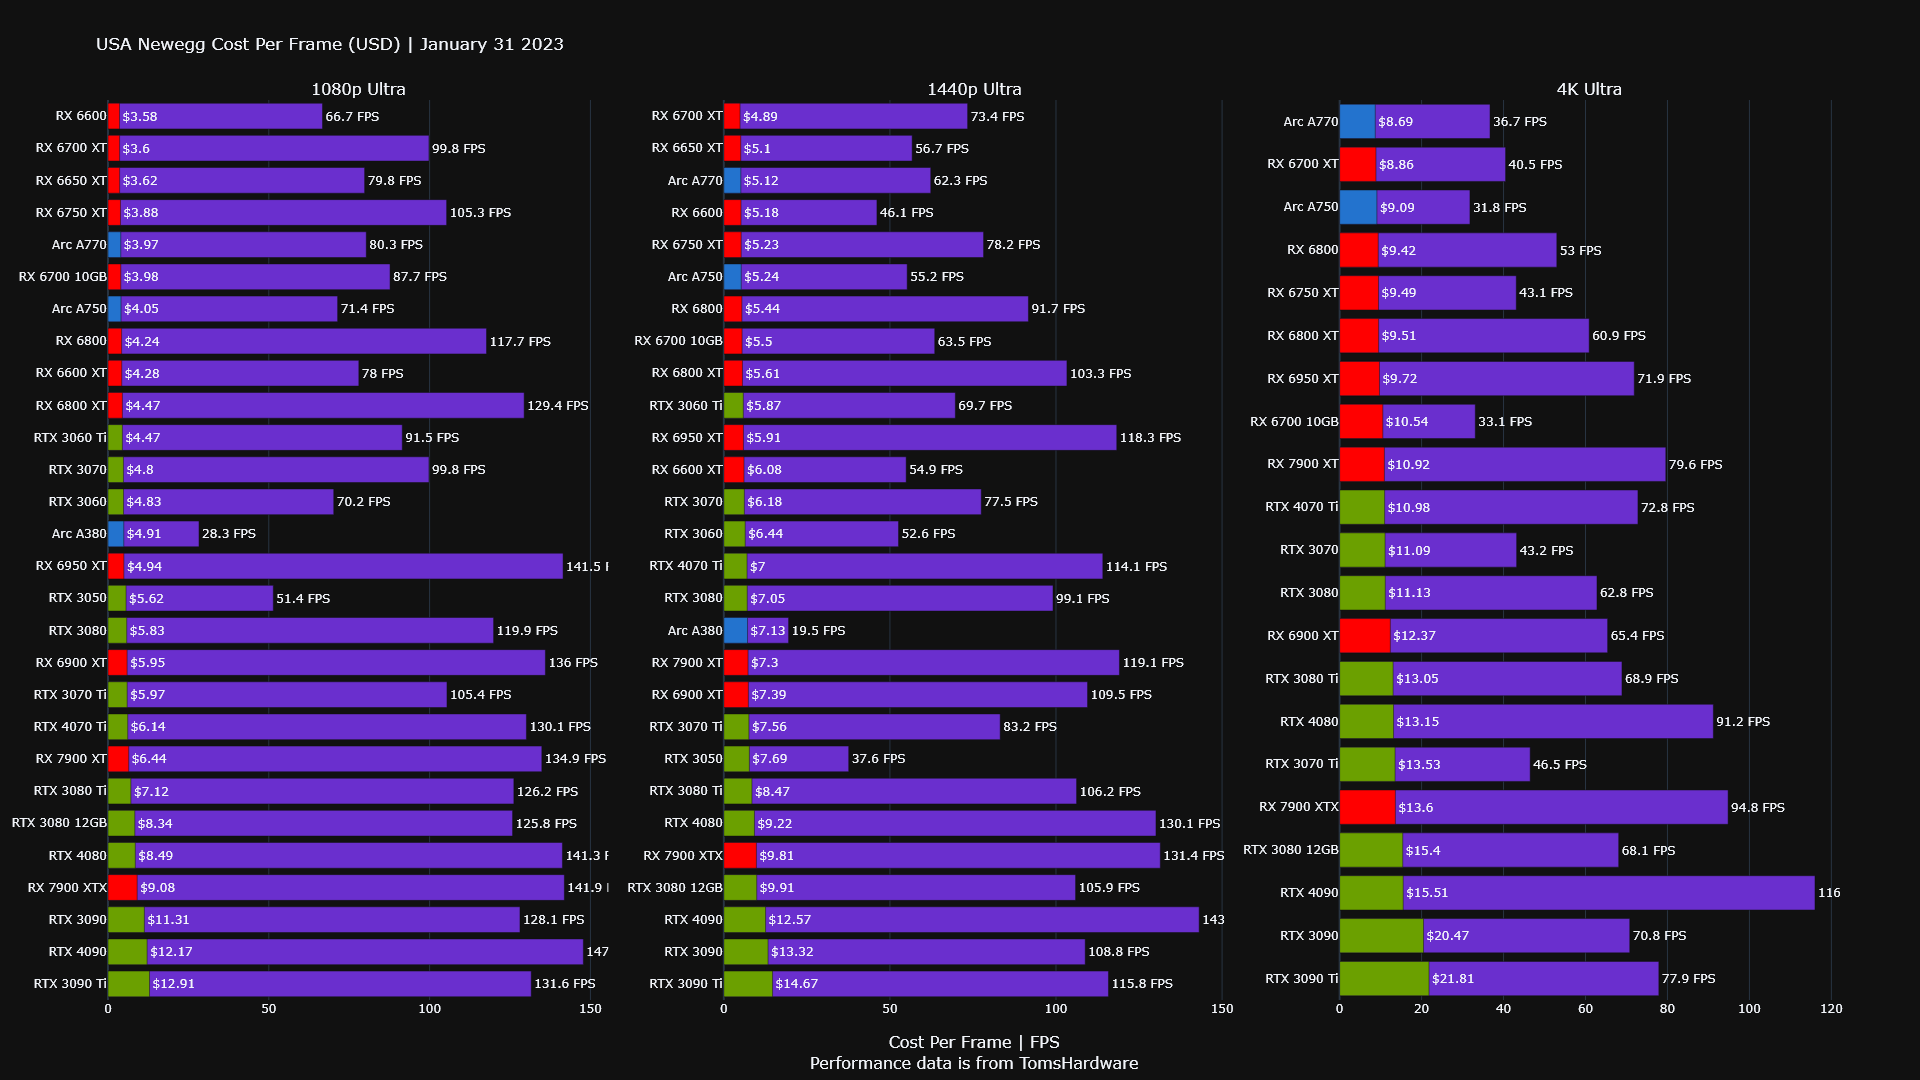 USA Newegg Cost Per Frame (USD) | January 31 2023
1080p Ultra
RX 6600 $3.58 66.7 FPS
RX 6700 XT $3.6 99.8 FPS
RX 6650 XT $3.62 79.8 FPS
RX 6750 XT $3.88 105.3 FPS
Arc A770 $3.97 80.3 FPS
RX 6700 10GB $3.98 87.7 FPS
Arc A750 $4.05 71.4 FPS
RX 6800 $4.24 117.7 FPS
RX 6600 XT $4.28 78 FPS
RX 6800 XT $4.47 129.4 FPS
RTX 3060 Ti $4.47 91.5 FPS
RTX 3070 $4.8 99.8 FPS
RTX 3060 $4.83 70.2 FPS
Arc A380 $4.91 28.3 FPS
RX 6950 XT $4.94 141.5
RTX 3050 $5.62 51.4 FPS
RTX 3080 $5.83 119.9 FPS
RX 6900 XT $5.95 136 FPS
RTX 3070 Ti $5.97 105.4 FPS
RTX 4070 Ti $6.14 130.1 FPS
RX 7900 XT $6.44 134.9 FPS
RTX 3080 Ti $7.12 126.2 FPS
RTX 3080 12GB $8.34 125.8 FPS
RTX 4080 $8.49 141.3
RX 7900 XTX $9.08 141.9
RTX 3090 $11.31 128.1 FPS
RTX 4090 $12.17 147
RTX 3090 Ti $12.91 131.6 FPS
0 50 100 150
1440p Ultra
RX 6700 XT $4.89 73.4 FPS
RX 6650 XT $5.1 56.7 FPS
Arc A770 $5.12 62.3 FPS
RX 6600 $5.18 46.1 FPS
RX 6750 XT $5.23 78.2 FPS
Arc A750 $5.24 55.2 FPS
RX 6800 $5.44 91.7 FPS
RX 6700 10GB $5.5 63.5 FPS
RX 6800 XT $5.61 103.3 FPS
RTX 3060 Ti $5.87 69.7 FPS
RX 6950 XT $5.91 118.3 FPS
RX 6600 XT $6.08 54.9 FPS
RTX 3070 $6.18 77.5 FPS
RTX 3060 $6.44 52.6 FPS
RTX 4070 Ti $7 114.1 FPS
RTX 3080 $7.05 99.1 FPS
Arc A380 $7.13 19.5 FPS
RX 7900 XT $7.3 119.1 FPS
RX 6900 XT $7.39 109.5 FPS
RTX 3070 Ti $7.56 83.2 FPS
RTX 3050 $7.69 37.6 FPS
RTX 3080 Ti $8.47 106.2 FPS
RTX 4080 $9.22 130.1 FPS
RX 7900 XTX $9.81 131.4 FPS
RTX 3080 12GB $9.91 105.9 FPS
RTX 4090 $12.57 143
RTX 3090 $13.32 108.8 FPS
RTX 3090 Ti $14.67 115.8 FPS
0 50 100 150
4K Ultra
Arc A770 $8.69 36.7 FPS
RX 6700 XT $8.86 40.5 FPS
Arc A750 $9.09 31.8 FPS
RX 6800 $9.42 53 FPS
RX 6750 XT $9.49 43.1 FPS
RX 6800 XT $9.51 60.9 FPS
RX 6950 XT $9.72 71.9 FPS
RX 6700 10GB $10.54 33.1 FPS
RX 7900 XT $10.92 79.6 FPS
RTX 4070 Ti $10.98 72.8 FPS
RTX 3070 $11.09 43.2 FPS
RTX 3080 $11.13 62.8 FPS
RX 6900 XT $12.37 65.4 FPS
RTX 3080 Ti $13.05 68.9 FPS
RTX 4080 $13.15 91.2 FPS
RTX 3070 Ti $13.53 46.5 FPS
RX 7900 XTX $13.6 94.8 FPS
RTX 3080 12GB $15.4 68.1 FPS
RTX 4090 $15.51 116
RTX 3090 $20.47 70.8 FPS
RTX 3090 Ti $21.81 77.9 FPS
0 20 40 60 80 100 120
Cost Per Frame | FPS
Performance data is from TomsHardware